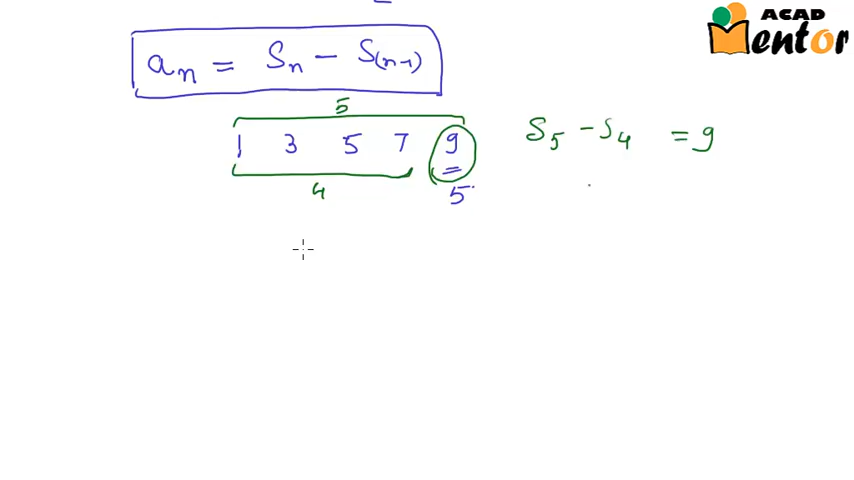 ACAD
Mentor
aₙ = Sₙ - S₍ₙ₋₁₎
5
1 3 5 7 9 S₅ - S₄ = 9
4 5